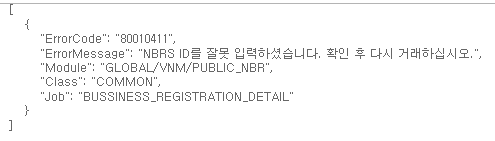 [
{
"ErrorCode": "80010411",
"ErrorMessage": "NBRS ID를 잘못 입력하셨습니다. 확인 후 다시 거래하십시오.",
"Module": "GLOBAL/VNM/PUBLIC_NBR",
"Class": "COMMON",
"Job": "BUSSINESS_REGISTRATION_DETAIL"
}
]